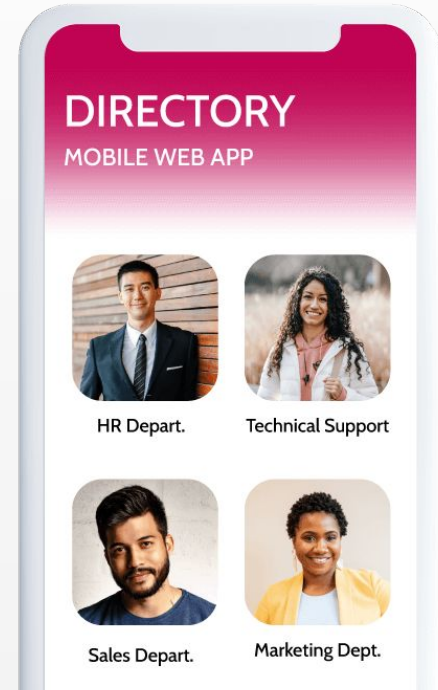 DIRECTORY
MOBILE WEB APP
HR Depart.
Technical Support
Sales Depart.
Marketing Dept.